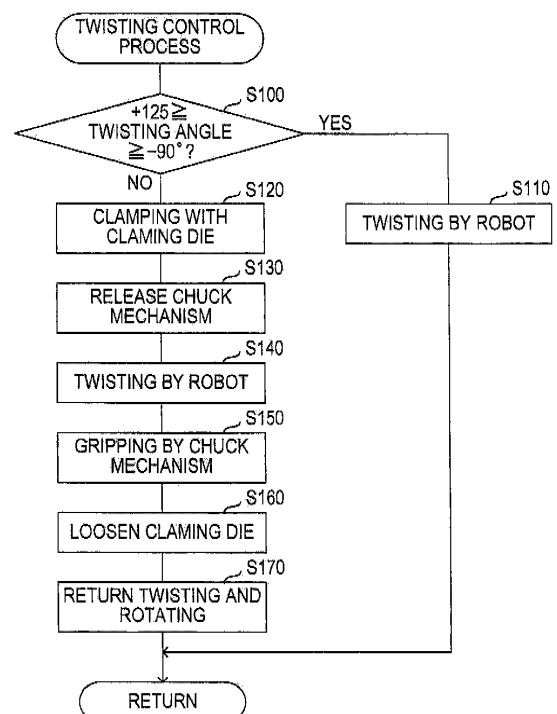 TWISTING CONTROL
PROCESS
S100
+125≧
TWISTING ANGLE
≧-90°?
YES
NO
S120
CLAMPING WITH
CLAMING DIE
S110
TWISTING BY ROBOT
S130
RELEASE CHUCK
MECHANISM
S140
TWISTING BY ROBOT
S150
GRIPPING BY CHUCK
MECHANISM
S160
LOOSEN CLAMING DIE
S170
RETURN TWISTING AND
ROTATING
RETURN